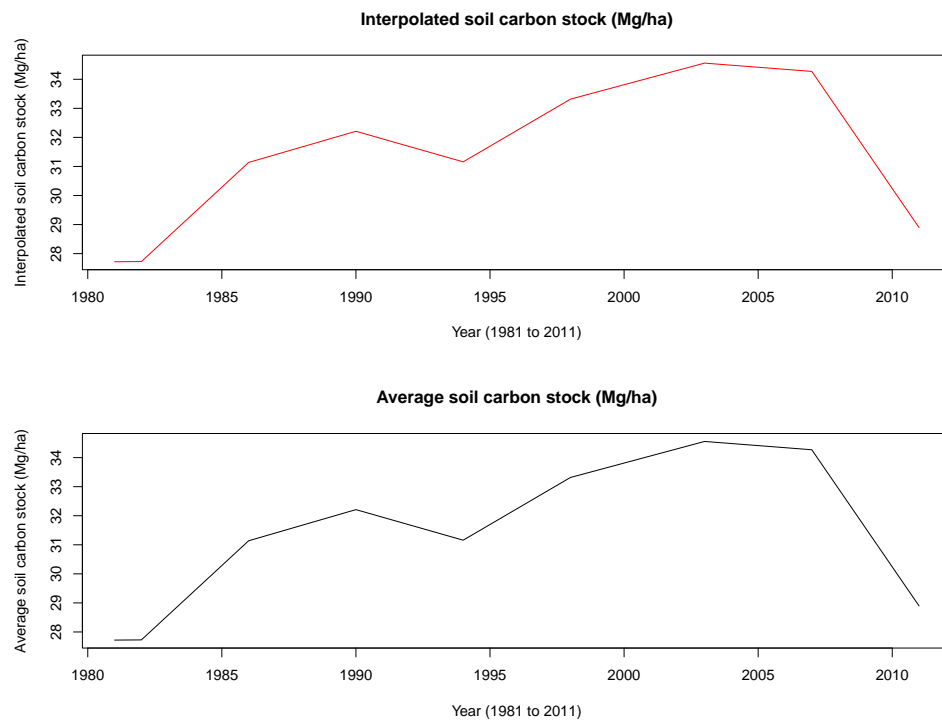 Interpolated soil carbon stock (Mg/ha)
Interpolated soil carbon stock (Mg/ha)
34
33
32
31
30
29
28
1980 1985 1990 1995 2000 2005 2010
Year (1981 to 2011)
Average soil carbon stock (Mg/ha)
Average soil carbon stock (Mg/ha)
34
33
32
31
30
29
28
1980 1985 1990 1995 2000 2005 2010
Year (1981 to 2011)